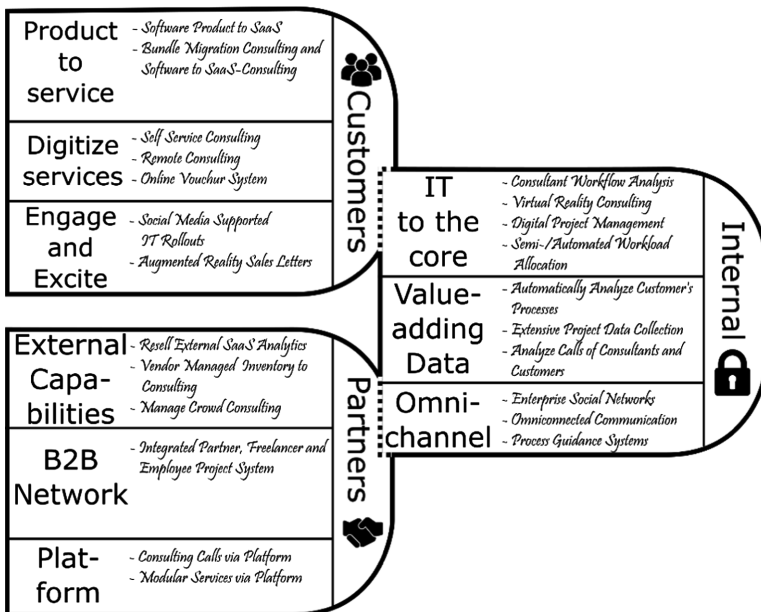 Product
to
service
- Software Product to SaaS
- Bundle Migration Consulting and
Software to SaaS-Consulting
Digitize
services
- Self Service Consulting
- Remote Consulting
- Online Vouchur System
Engage
and
Excite
- Social Media Supported
IT Rollouts
- Augmented Reality Sales Letters
Customers
External
Capa-
bilities
- Resell External SaaS Analytics
- Vendor Managed Inventory to
Consulting
- Manage Crowd Consulting
B2B
Network
- Integrated Partner, Freelancer and
Employee Project System
Plat-
form
- Consulting Calls via Platform
- Modular Services via Platform
Partners
IT
to the
core
- Consultant Workflow Analysis
- Virtual Reality Consulting
- Digital Project Management
- Semi-/Automated Workload
Allocation
Value-
adding
Data
- Automatically Analyze Customer's
Processes
- Extensive Project Data Collection
- Analyze Calls of Consultants and
Customers
Omni-
channel
- Enterprise Social Networks
- Omniconnected Communication
- Process Guidance Systems
Internal